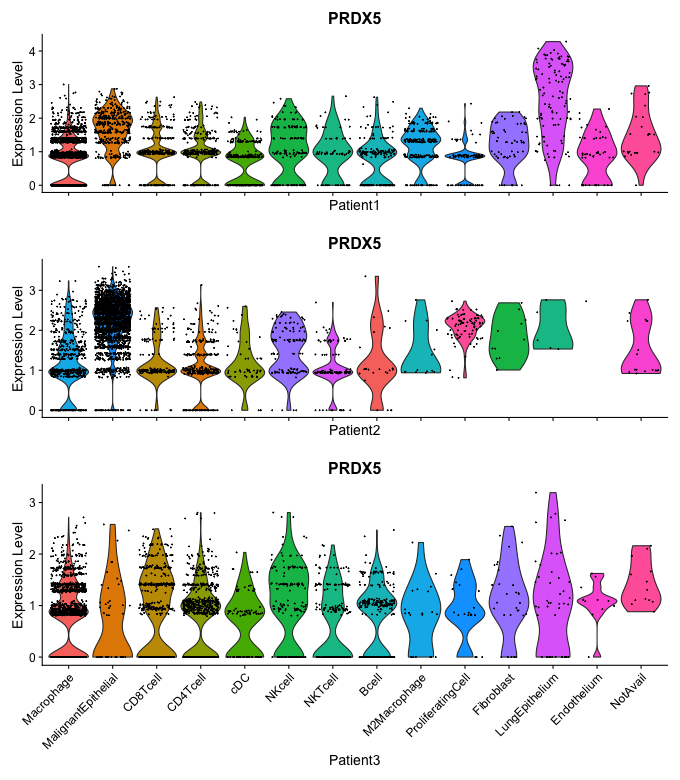 PRDX5
Expression Level
4
3
2
1
0
Patient1
PRDX5
Expression Level
3
2
1
0
Patient2
PRDX5
Expression Level
3
2
1
0
Macrophage
MalignantEpithelial
CD8Tcell
CD4Tcell
cDC
NKcell
NKTcell
Bcell
M2Macrophage
ProliferatingCell
Fibroblast
LungEpithelium
Endothelium
NotAvail
Patient3